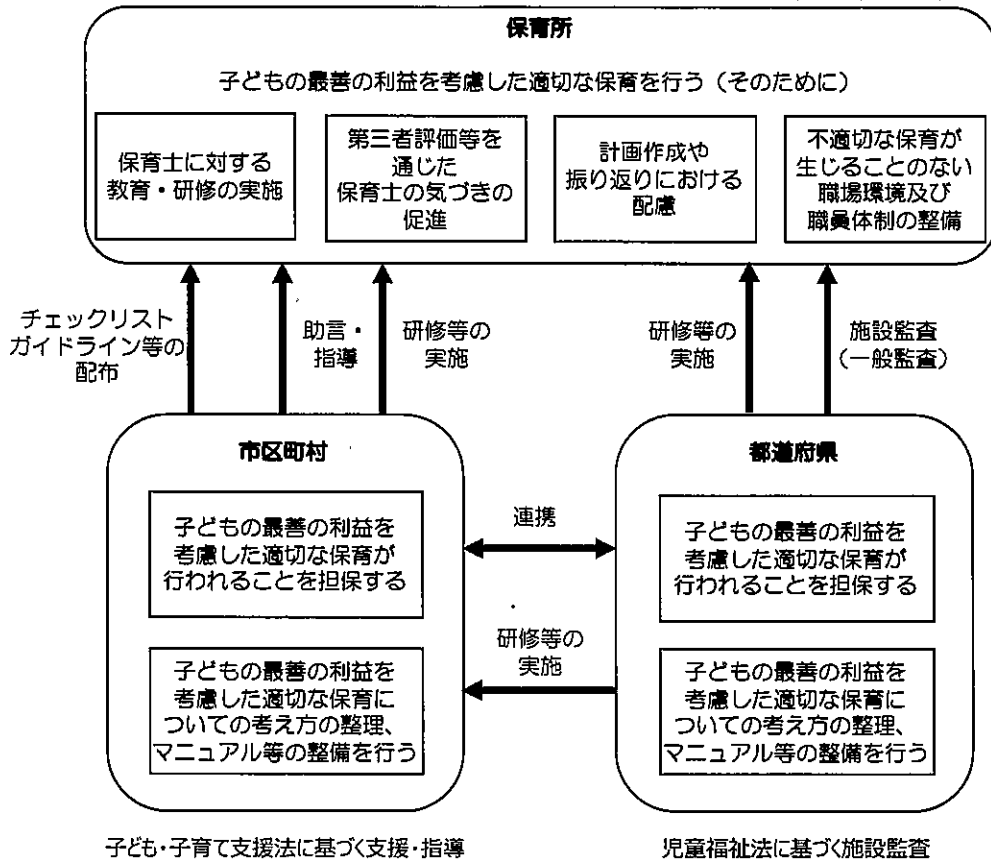 保育所
子どもの最善の利益を考慮した適切な保育を行う（そのために）
保育士に対する
教育・研修の実施
第三者評価等を
通じた
保育士の気づきの
促進
計画作成や
振り返りにおける
配慮
不適切な保育が
生じることのない
職場環境及び
職員体制の整備
チェックリスト
ガイドライン等の
配布
助言・
指導
研修等の
実施
研修等の
実施
施設監査
（一般監査）
市区町村
子どもの最善の利益を
考慮した適切な保育が
行われることを担保する
子どもの最善の利益を
考慮した適切な保育に
ついての考え方の整理、
マニュアル等の整備を行う
連携
研修等の
実施
都道府県
子どもの最善の利益を
考慮した適切な保育が
行われることを担保する
子どもの最善の利益を
考慮した適切な保育に
ついての考え方の整理、
マニュアル等の整備を行う
子ども・子育て支援法に基づく支援・指導
児童福祉法に基づく施設監査